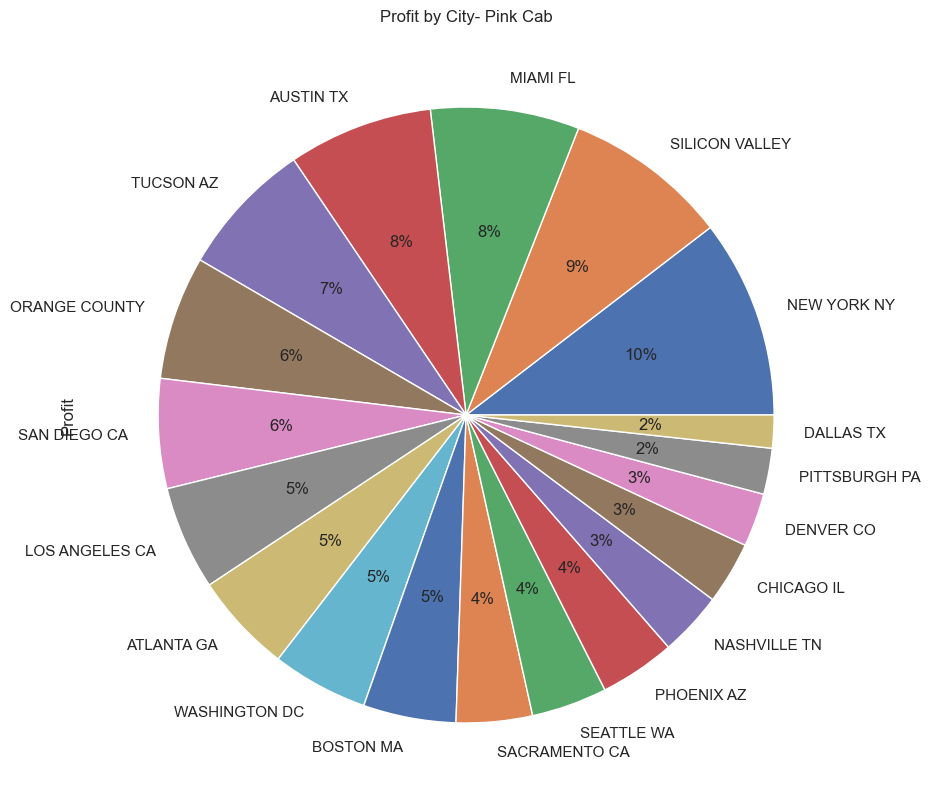 Profit by City- Pink Cab
MIAMI FL
AUSTIN TX
SILICON VALLEY
TUCSON AZ
8%
8%
9%
7%
ORANGE COUNTY
NEW YORK NY
10%
6%
Profit
6%
2%
SAN DIEGO CA
DALLAS TX
2%
PITTSBURGH PA
3%
5%
3%
DENVER CO
5%
3%
LOS ANGELES CA
4%
5%
CHICAGO IL
4%
5%
4%
ATLANTA GA
NASHVILLE TN
PHOENIX AZ
WASHINGTON DC
SEATTLE WA
BOSTON MA
SACRAMENTO CA